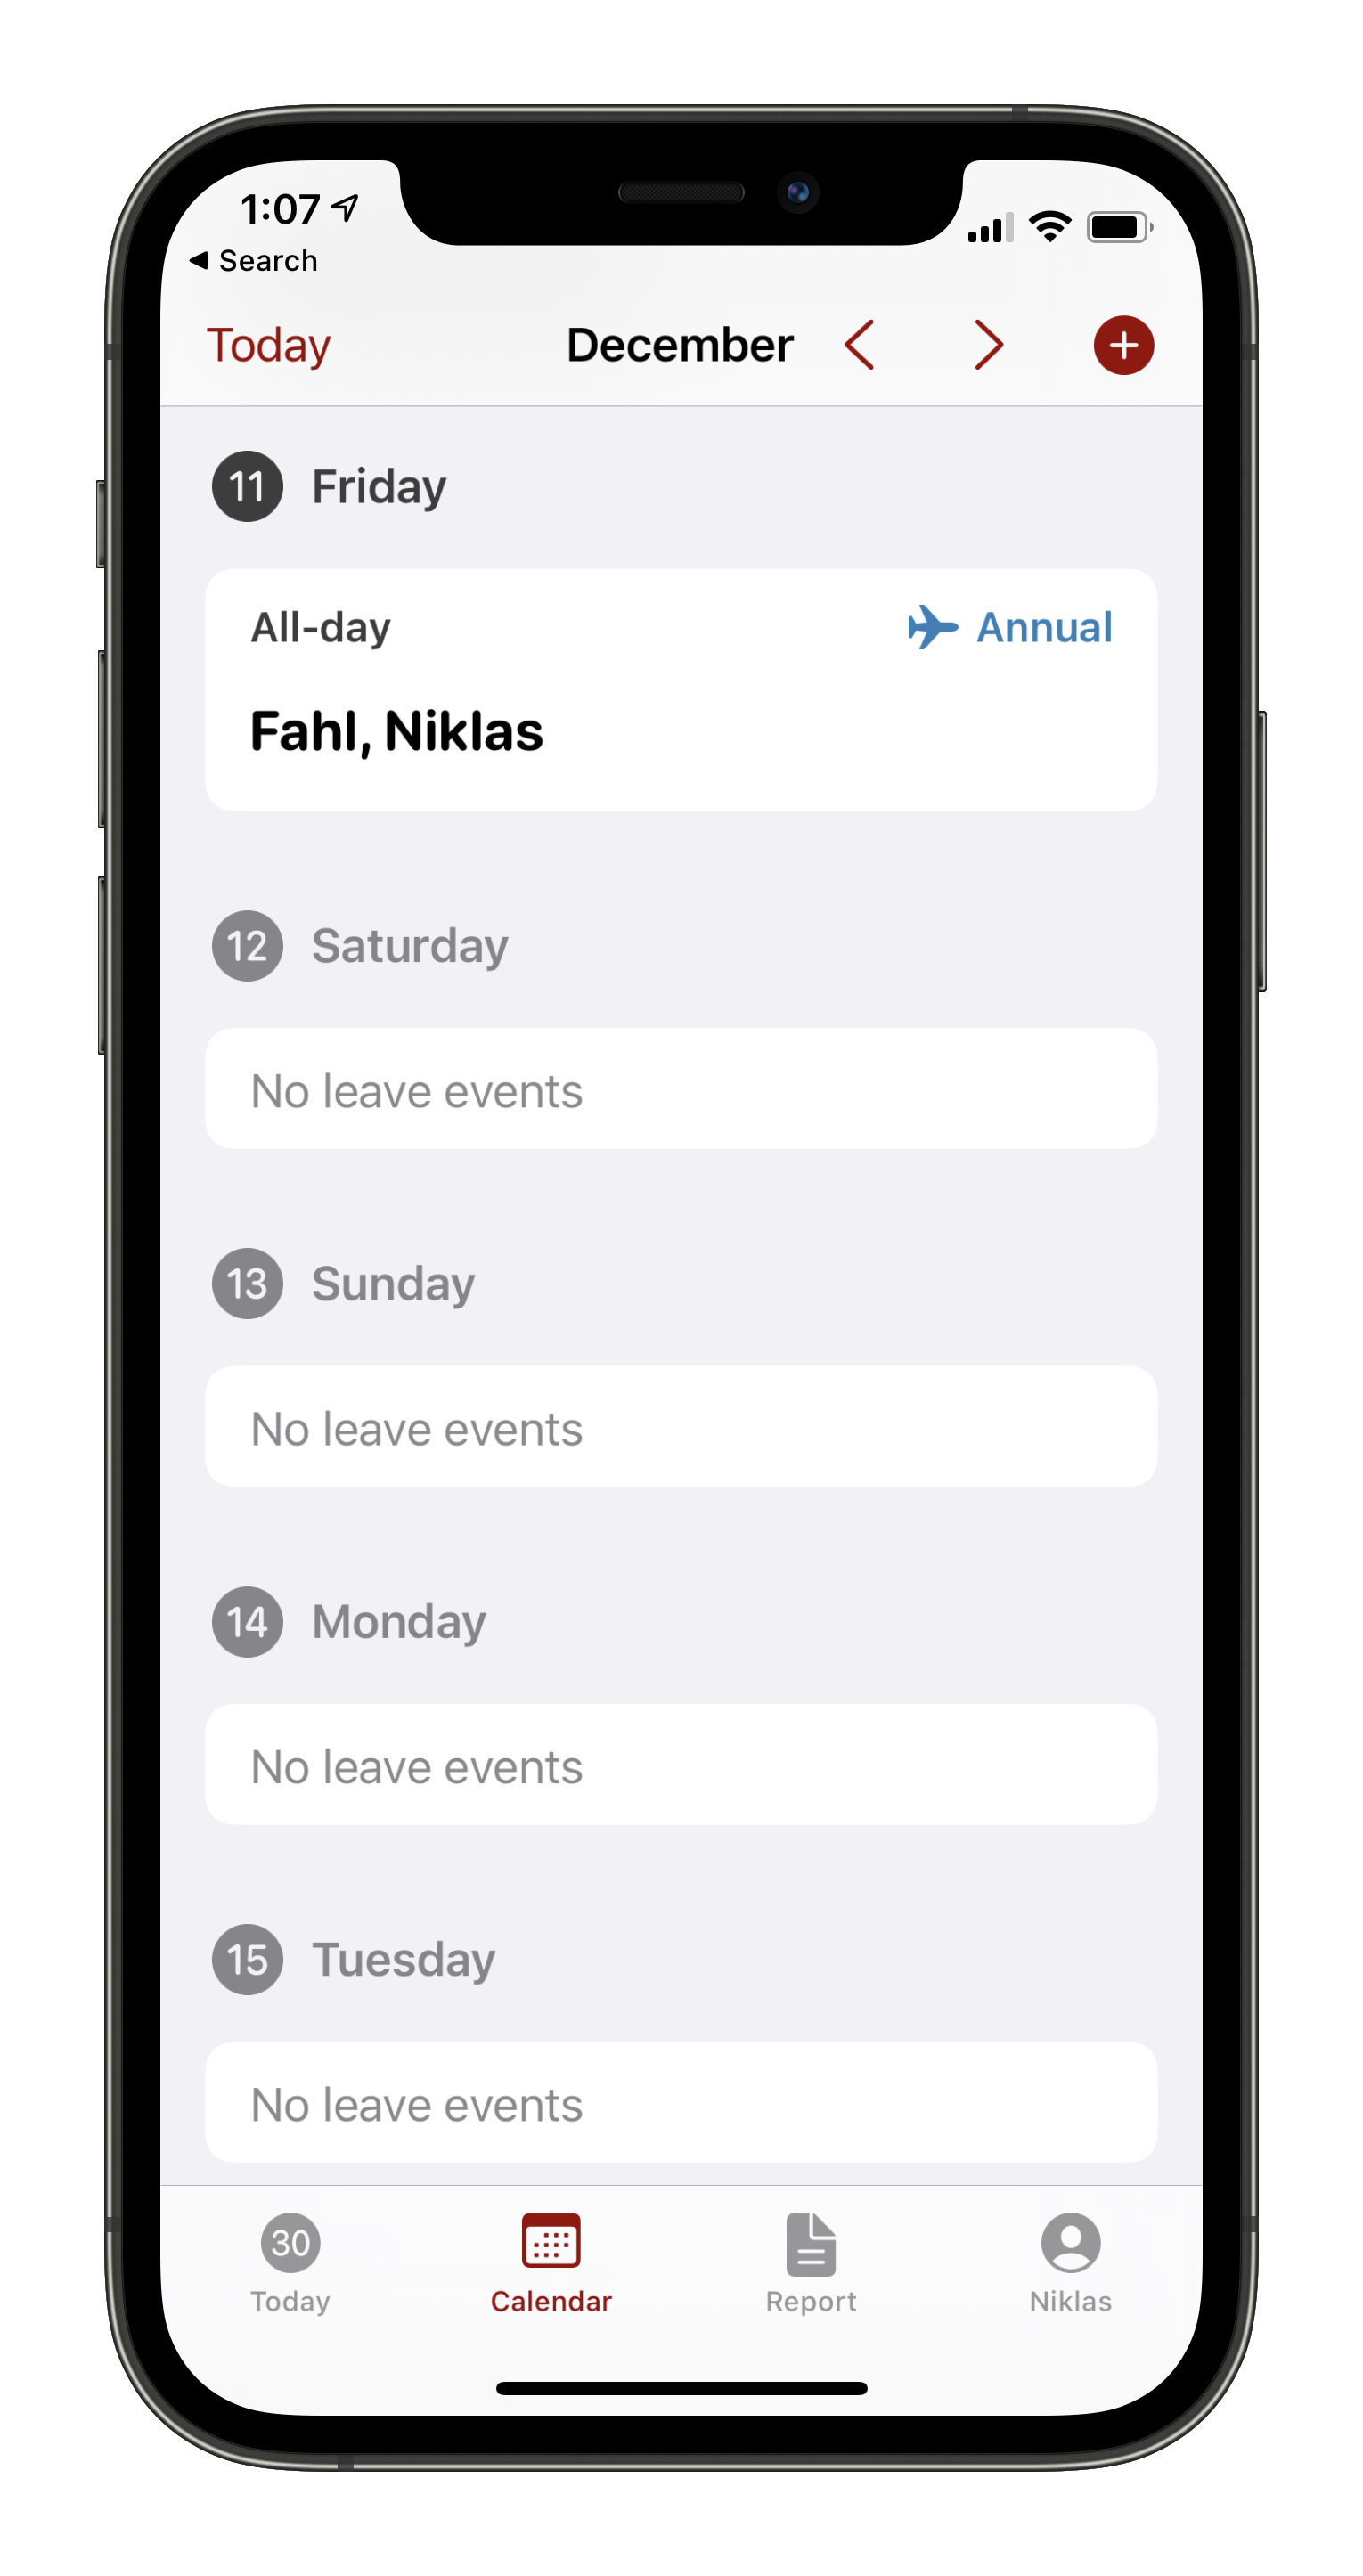 1:07
Search
Today December
11 Friday
All-day Annual
Fahl, Niklas
12 Saturday
No leave events
13 Sunday
No leave events
14 Monday
No leave events
15 Tuesday
No leave events
30
Today Calendar Report Niklas